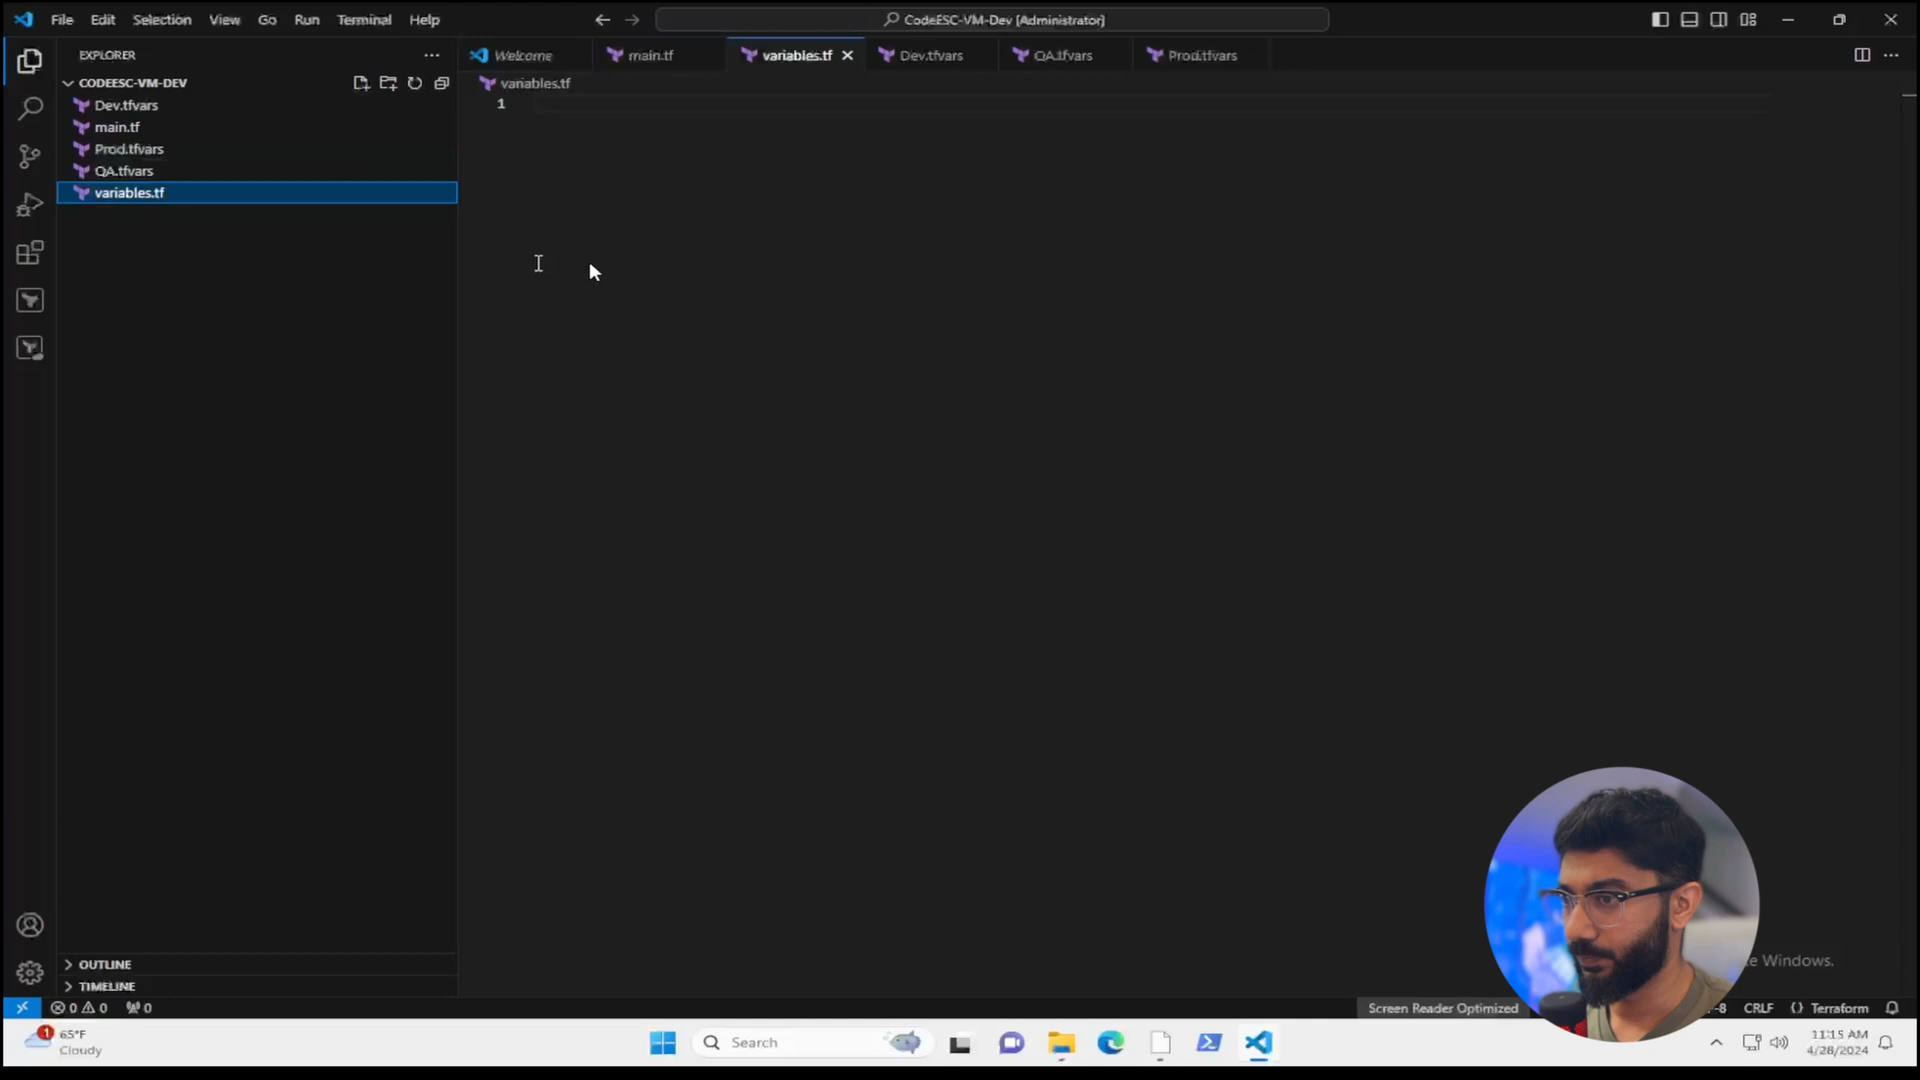 File Edit Selection View Go Run Terminal Help
CodeESC-VM-Dev [Administrator]
EXPLORER
Welcome
main.tf
variables.tf
Dev.tfvars
QA.tfvars
Prod.tfvars
CODEESC-VM-DEV
variables.tf
1
Dev.tfvars
main.tf
Prod.tfvars
QA.tfvars
variables.tf
OUTLINE
TIMELINE
e Windows.
0 0 0
Screen Reader Optimized
-8 CRLF {} Terraform
1
65°F
Cloudy
Search
11:15 AM
4/28/2024